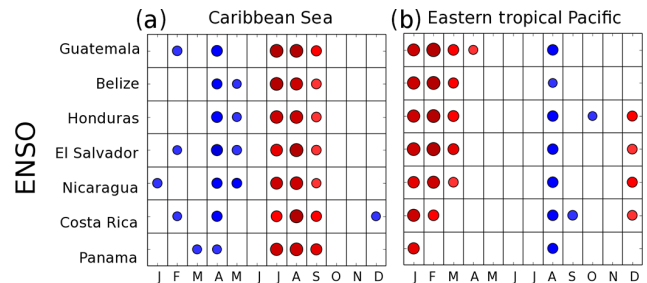 (a) Caribbean Sea
(b) Eastern tropical Pacific
ENSO
Guatemala
Belize
Honduras
El Salvador
Nicaragua
Costa Rica
Panama
J F M A M J J A S O N D
J F M A M J J A S O N D